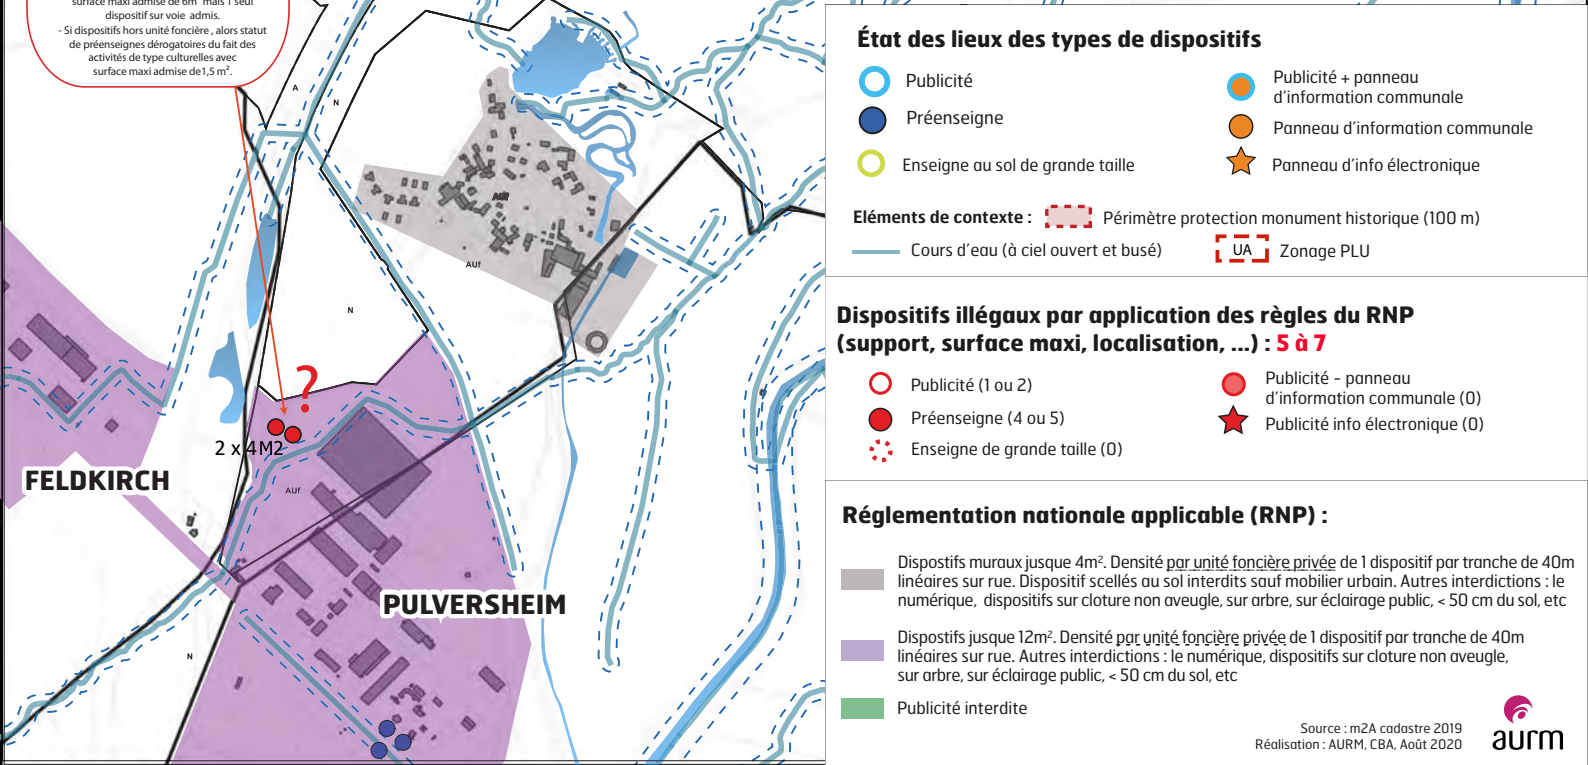 surface maxi admise de 6m² mais 1 seul
dispositif sur voie admis.
- Si dispositifs hors unité foncière , alors statut
de préenseignes dérogatoires du fait des
activités de type culturelles avec
surface maxi admise de1,5 m².
A
N
AUf
AUf
N
?
2 x 4M2
FELDKIRCH
AUf
PULVERSHEIM
N
État des lieux des types de dispositifs
Publicité
Préenseigne
Enseigne au sol de grande taille
Publicité + panneau
d'information communale
Panneau d'information communale
Panneau d'info électronique
Eléments de contexte :
Périmètre protection monument historique (100 m)
Cours d'eau (à ciel ouvert et busé)
UA
Zonage PLU
Dispositifs illégaux par application des règles du RNP
(support, surface maxi, localisation, ...) : 5 à 7
Publicité (1 ou 2)
Préenseigne (4 ou 5)
Enseigne de grande taille (0)
Publicité - panneau
d'information communale (0)
Publicité info électronique (0)
Réglementation nationale applicable (RNP) :
Dispostifs muraux jusque 4m². Densité par unité foncière privée de 1 dispositif par tranche de 40m
linéaires sur rue. Dispositif scellés au sol interdits sauf mobilier urbain. Autres interdictions : le
numérique, dispositifs sur cloture non aveugle, sur arbre, sur éclairage public, < 50 cm du sol, etc
Dispostifs jusque 12m². Densité par unité foncière privée de 1 dispositif par tranche de 40m
linéaires sur rue. Autres interdictions : le numérique, dispositifs sur cloture non aveugle,
sur arbre, sur éclairage public, < 50 cm du sol, etc
Publicité interdite
Source : m2A cadastre 2019
Réalisation : AURM, CBA, Août 2020
aurm